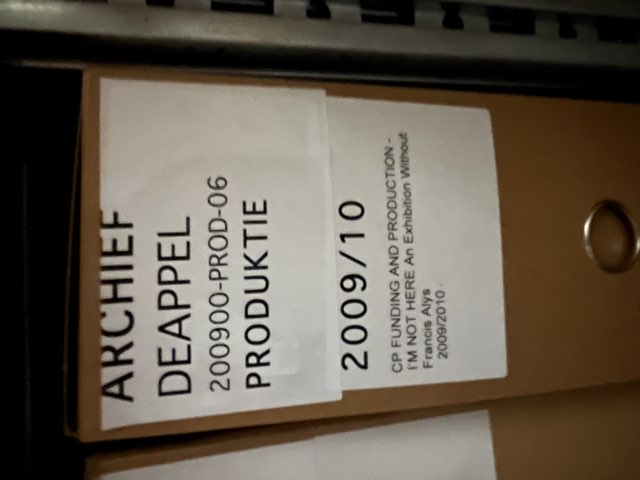 ARCHIEF
DEAPPEL
200900-PROD-06
PRODUKTIE
2009/10
CP FUNDING AND PRODUCTION -
I'M NOT HERE An Exhibition Without
Francis Alys
2009/2010 -